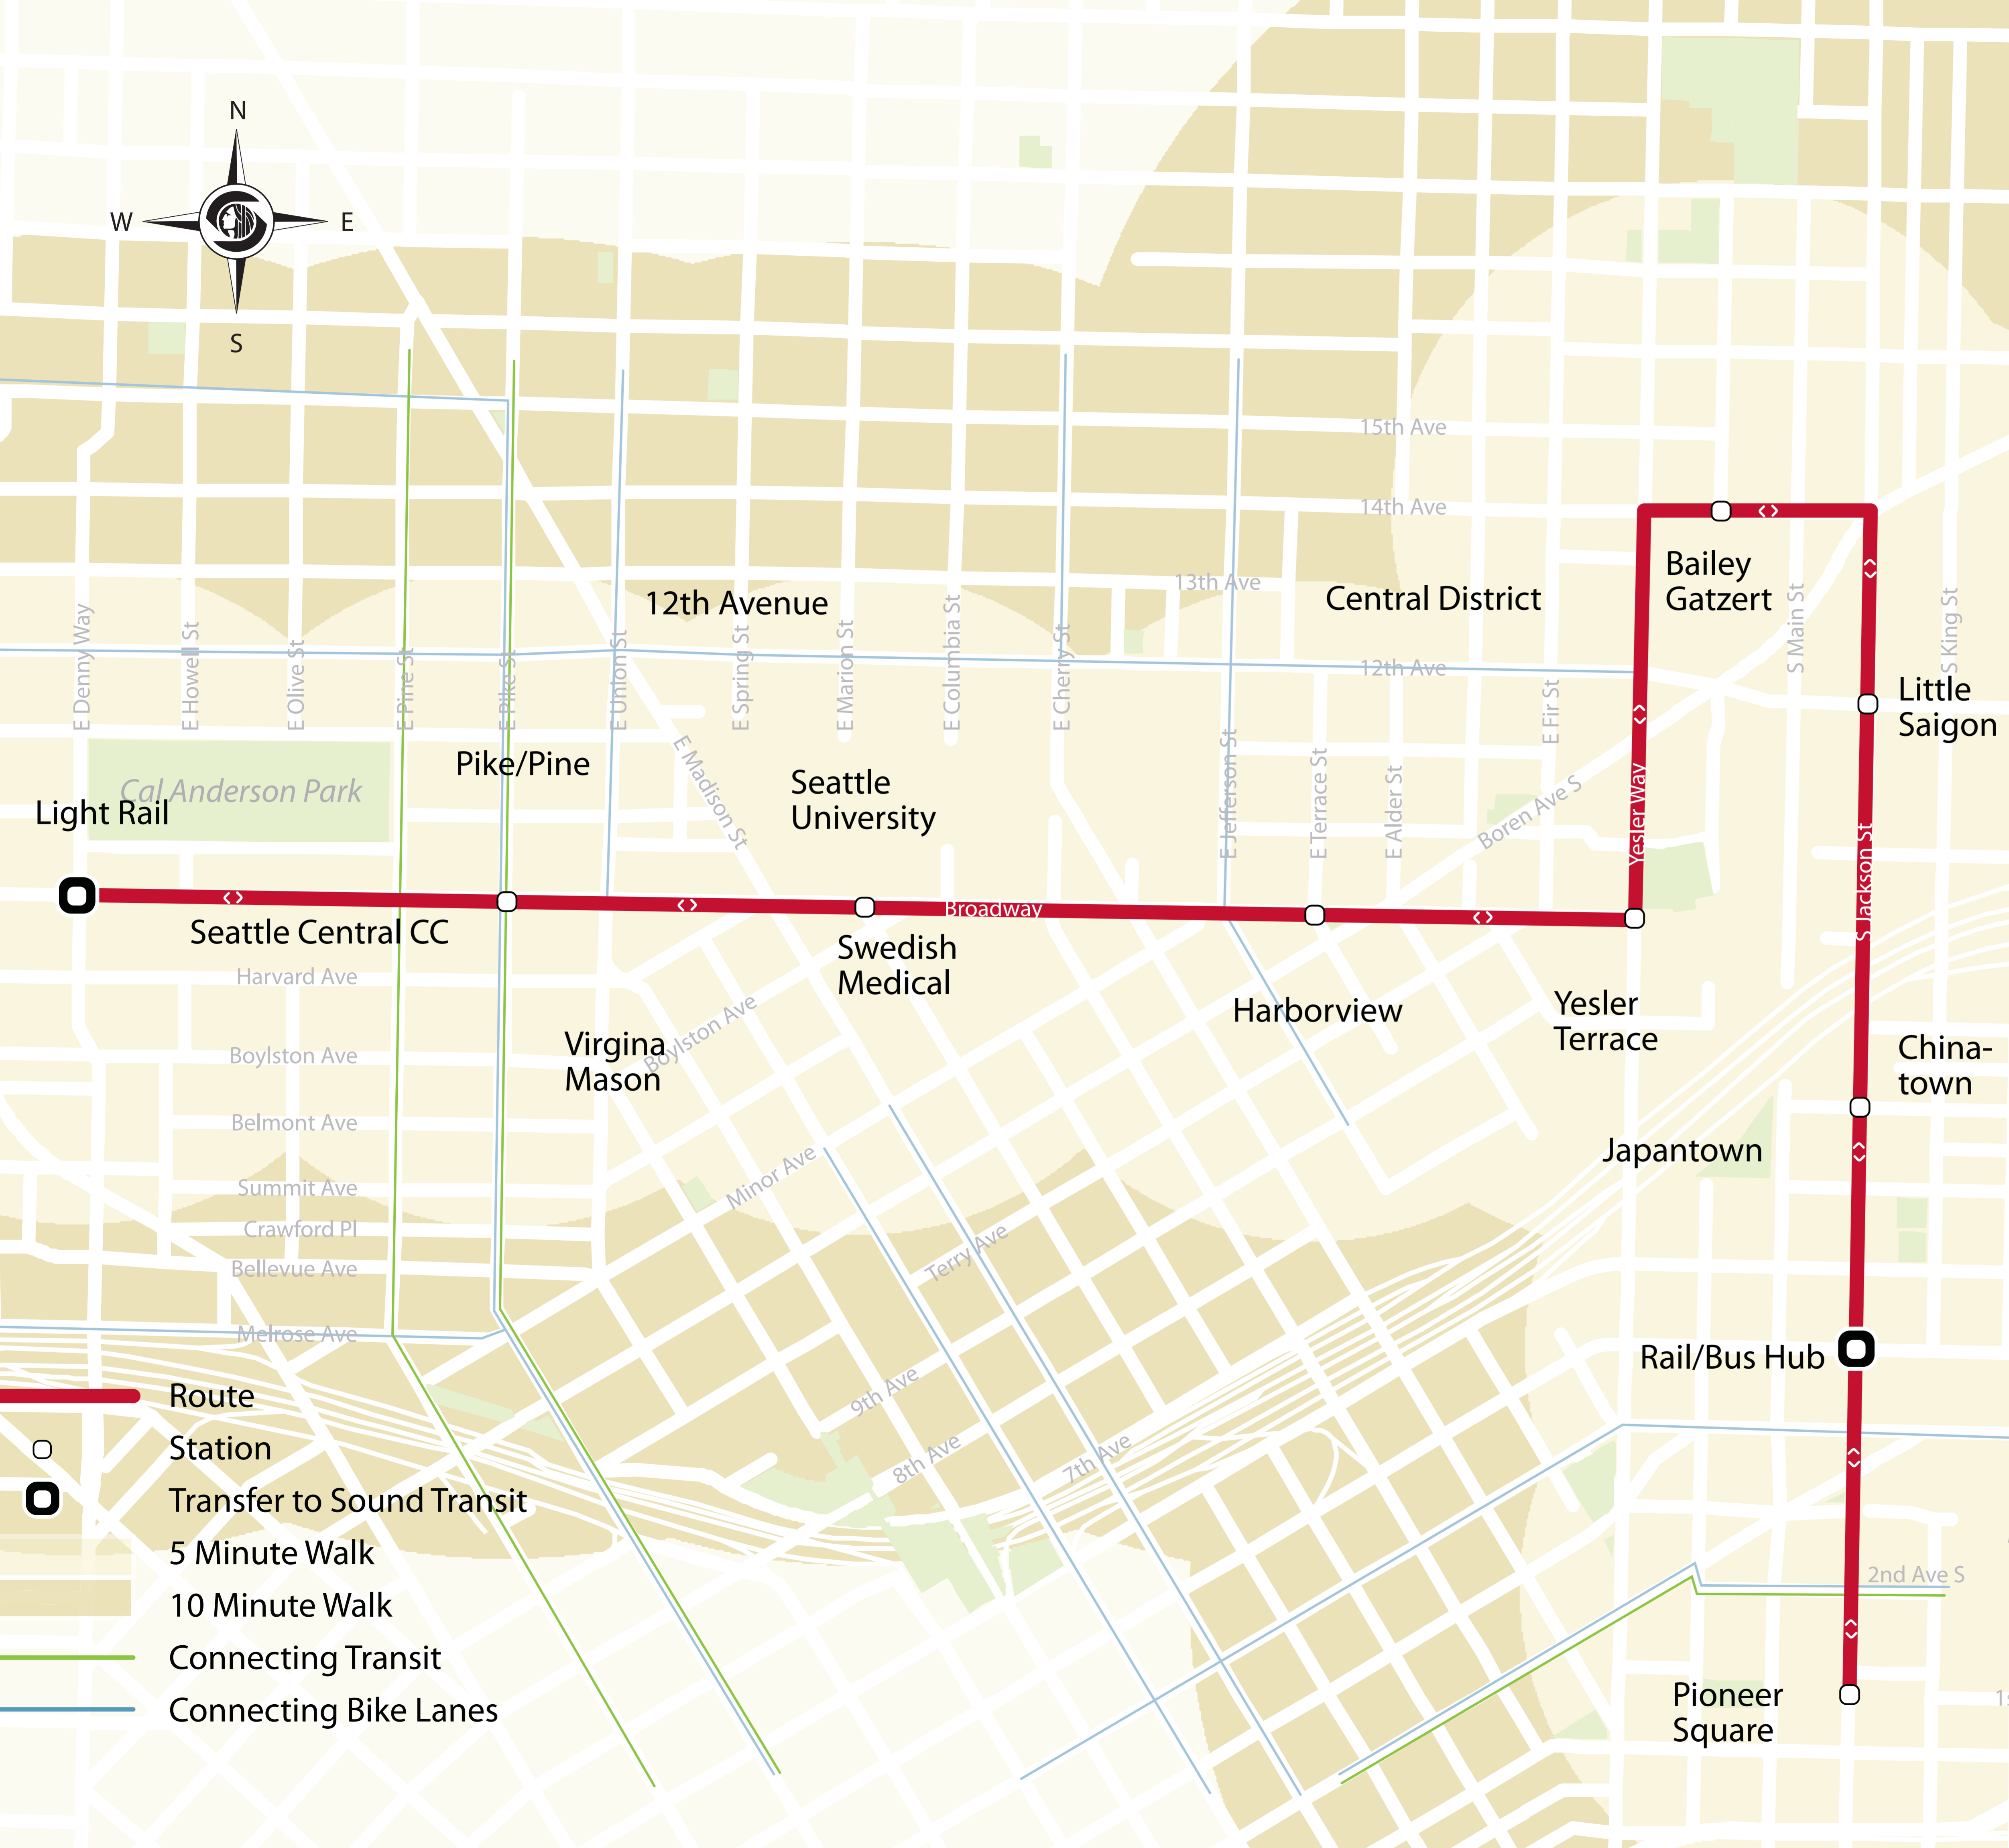 N
W
E
S
15th Ave
14th Ave
Bailey
Gatzert
13th Ave
Central District
12th Avenue
E Denny Way
E Howell St
E Olive St
E Pine St
E Pike St
E Union St
E Spring St
E Marion St
E Columbia St
E Cherry St
12th Ave
S Main St
S King St
E Fir St
Little
Saigon
E Madison St
Pike/Pine
Seattle
University
E Jefferson St
E Terrace St
E Alder St
Boren Ave S
Yesler Way
S Jackson St
Cal Anderson Park
Light Rail
Broadway
Seattle Central CC
Swedish
Medical
Harvard Ave
Harborview
Yesler
Terrace
Virgina
Mason
Boylston Ave
Boylston Ave
China-
town
Belmont Ave
Japantown
Minor Ave
Summit Ave
Crawford Pl
Terry Ave
Bellevue Ave
Melrose Ave
Rail/Bus Hub
9th Ave
8th Ave
7th Ave
Route
Station
Transfer to Sound Transit
5 Minute Walk
10 Minute Walk
Connecting Transit
Connecting Bike Lanes
2nd Ave S
Pioneer
Square